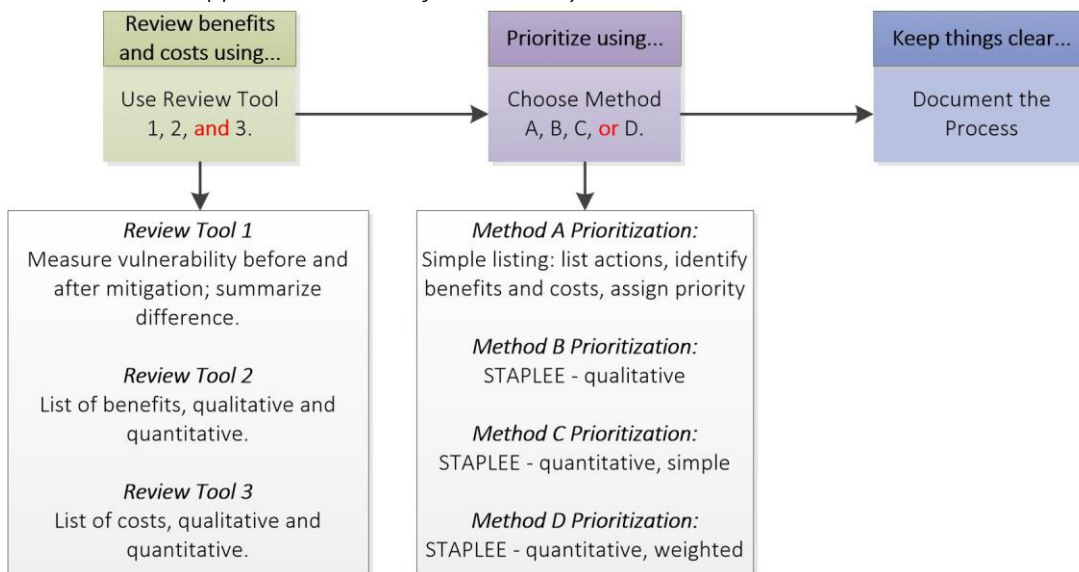 Review benefits
and costs using...
Use Review Tool
1, 2, and 3.
Prioritize using...
Choose Method
A, B, C, or D.
Keep things clear...
Document the
Process
Review Tool 1
Measure vulnerability before and
after mitigation; summarize
difference.
Review Tool 2
List of benefits, qualitative and
quantitative.
Review Tool 3
List of costs, qualitative and
quantitative.
Method A Prioritization:
Simple listing: list actions, identify
benefits and costs, assign priority
Method B Prioritization:
STAPLEE - qualitative
Method C Prioritization:
STAPLEE - quantitative, simple
Method D Prioritization:
STAPLEE - quantitative, weighted